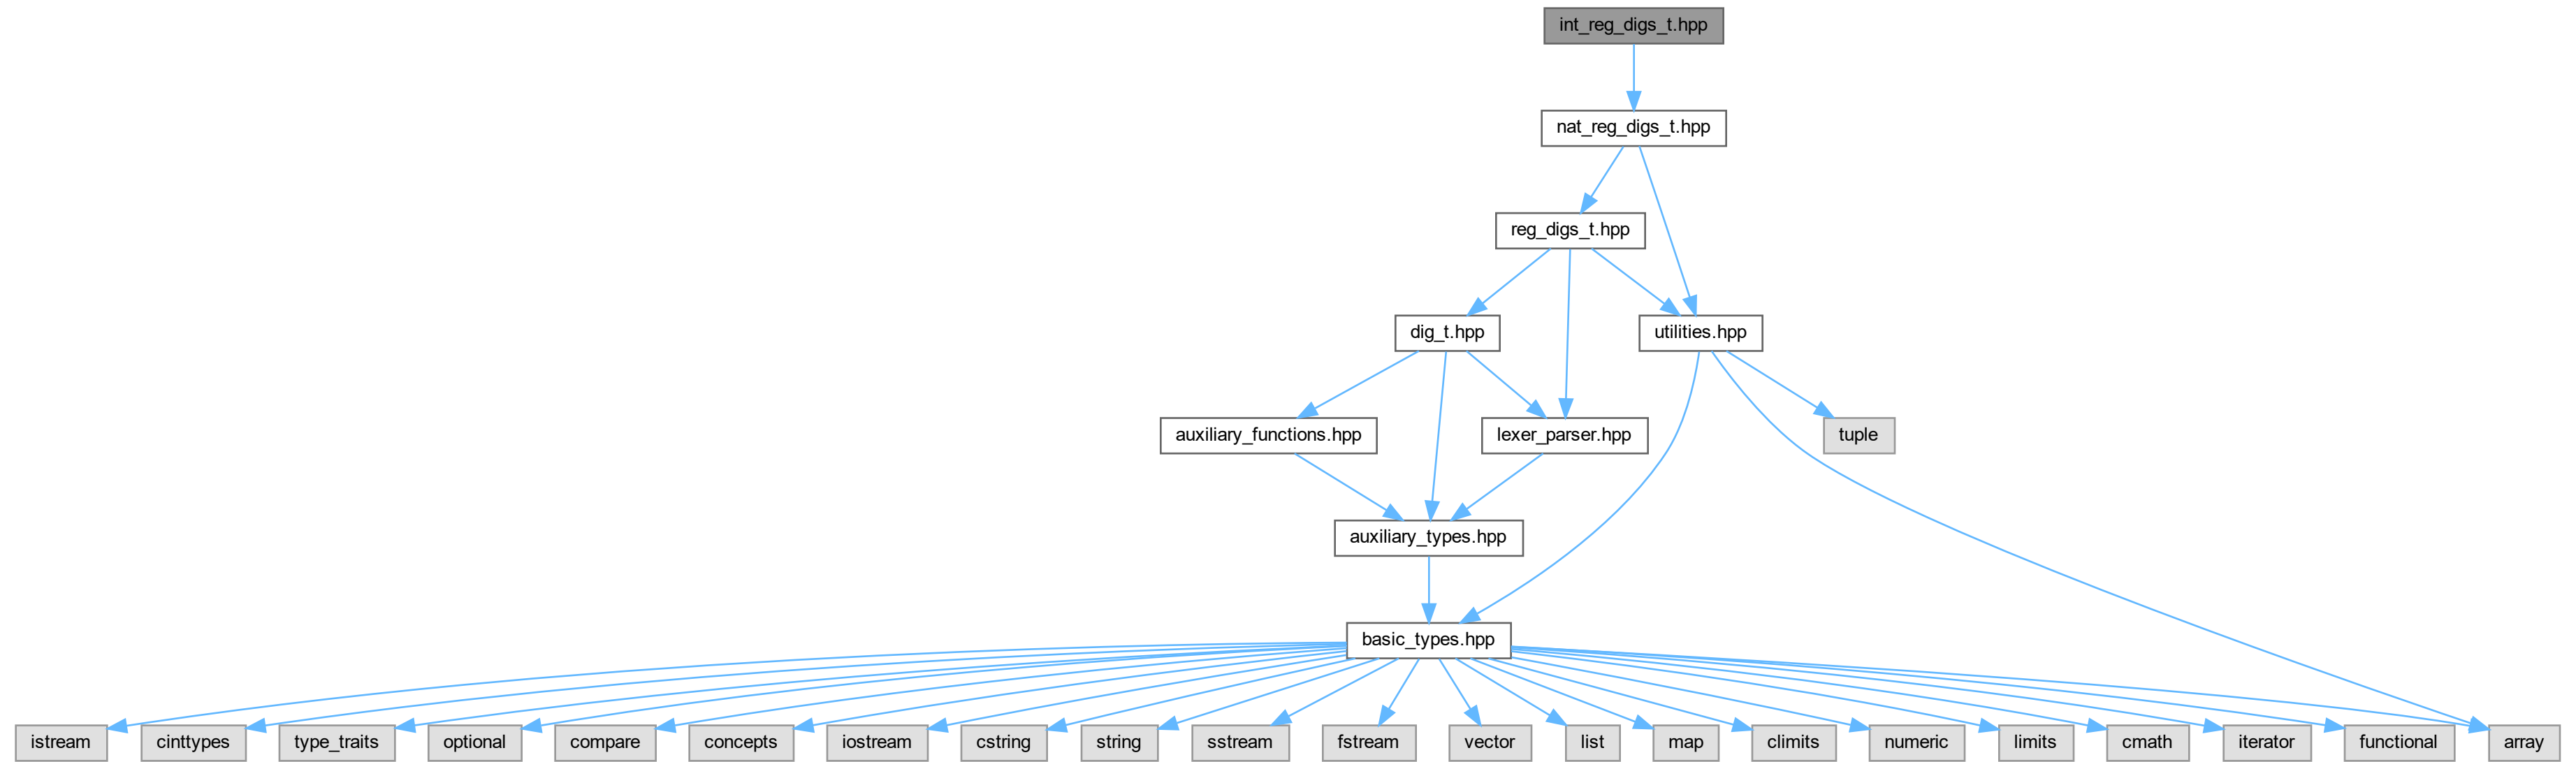 int_reg_digs_t.hpp
nat_reg_digs_t.hpp
reg_digs_t.hpp
dig_t.hpp
utilities.hpp
auxiliary_functions.hpp
lexer_parser.hpp
tuple
auxiliary_types.hpp
basic_types.hpp
istream
cinttypes
type_traits
optional
compare
concepts
iostream
cstring
string
sstream
fstream
vector
list
map
climits
numeric
limits
cmath
iterator
functional
array